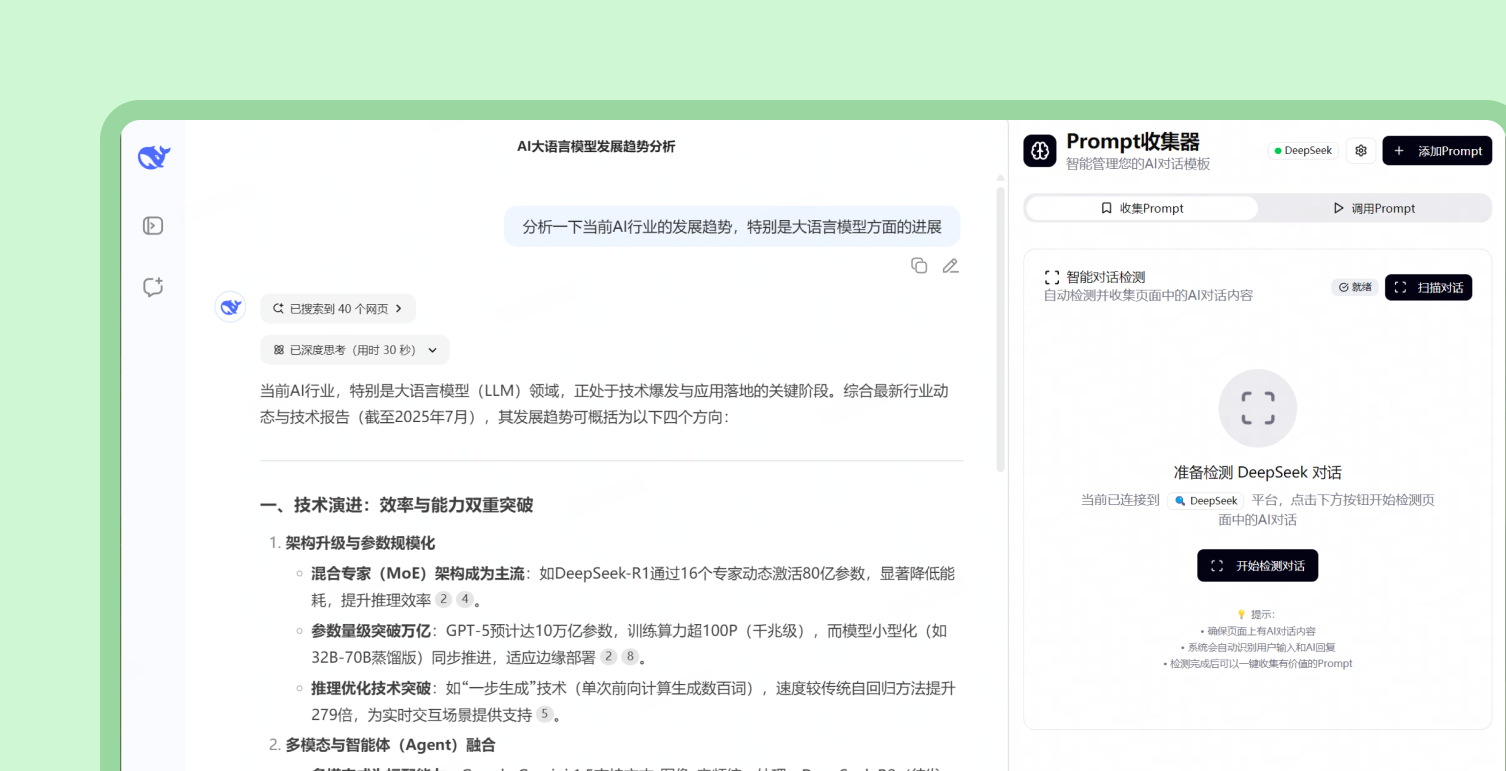 AI大语言模型发展趋势分析
分析一下当前AI行业的发展趋势，特别是大语言模型方面的进展
已搜索到 40 个网页
已深度思考（用时 30 秒）
当前AI行业，特别是大语言模型（LLM）领域，正处于技术爆发与应用落地的关键阶段。综合最新行业动
态与技术报告（截至2025年7月），其发展趋势可概括为以下四个方向：
一、技术演进：效率与能力双重突破
1. 架构升级与参数规模化
◦ 混合专家（MoE）架构成为主流：如DeepSeek-R1通过16个专家动态激活80亿参数，显著降低能
耗，提升推理效率 2 4 。
◦ 参数量级突破万亿：GPT-5预计达10万亿参数，训练算力超100P（千兆级），而模型小型化（如
32B-70B蒸馏版）同步推进，适应边缘部署 2 8 。
◦ 推理优化技术突破：如“一步生成”技术（单次前向计算生成数百词），速度较传统自回归方法提升
279倍，为实时交互场景提供支持 5 。
2. 多模态与智能体（Agent）融合
Prompt收集器
智能管理您的AI对话模板
DeepSeek
添加Prompt
收集Prompt
调用Prompt
智能对话检测
自动检测并收集页面中的AI对话内容
就绪
扫描对话
准备检测 DeepSeek 对话
当前已连接到 DeepSeek 平台，点击下方按钮开始检测页
面中的AI对话
开始检测对话
💡 提示：
• 确保页面上有AI对话内容
• 系统会自动识别用户输入和AI回复
• 检测完成后可以一键收集有价值的Prompt